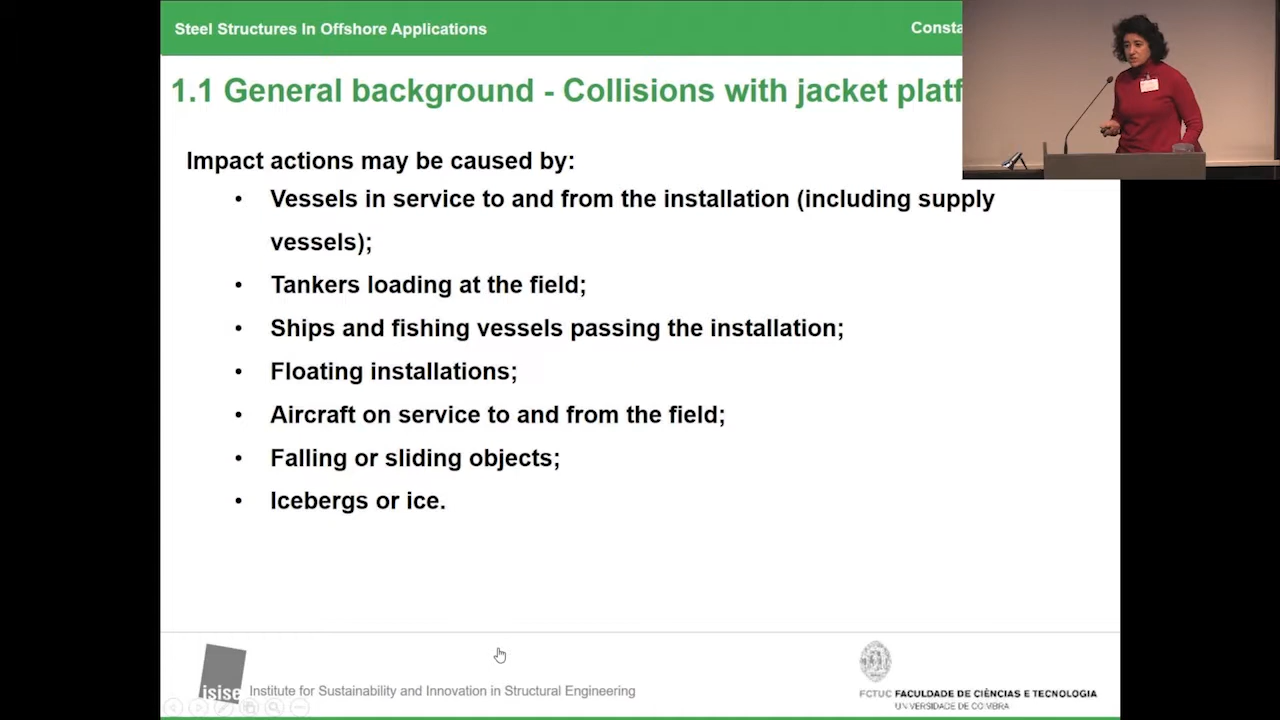 Steel Structures In Offshore Applications
Consta
1.1 General background - Collisions with jacket platf
Impact actions may be caused by:
• Vessels in service to and from the installation (including supply
vessels);
• Tankers loading at the field;
• Ships and fishing vessels passing the installation;
• Floating installations;
• Aircraft on service to and from the field;
• Falling or sliding objects;
• Icebergs or ice.
isise Institute for Sustainability and Innovation in Structural Engineering
FCTUC FACULDADE DE CIÊNCIAS E TECNOLOGIA
UNIVERSIDADE DE COIMBRA